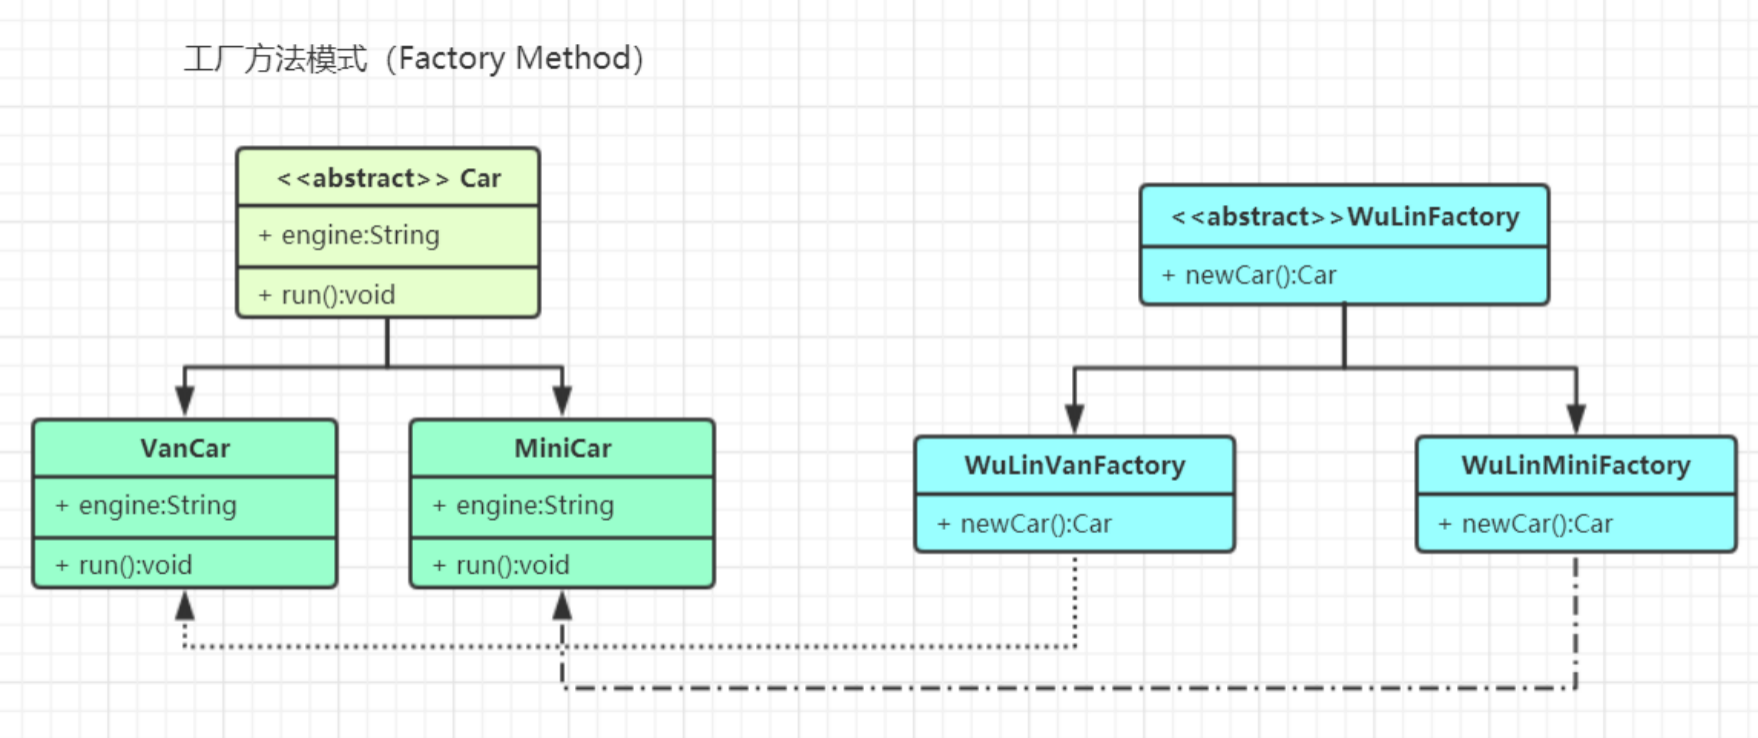 工厂方法模式（Factory Method）
<<abstract>> Car
+ engine:String
+ run():void
<<abstract>>WuLinFactory
+ newCar():Car
VanCar
+ engine:String
+ run():void
MiniCar
+ engine:String
+ run():void
WuLinVanFactory
+ newCar():Car
WuLinMiniFactory
+ newCar():Car